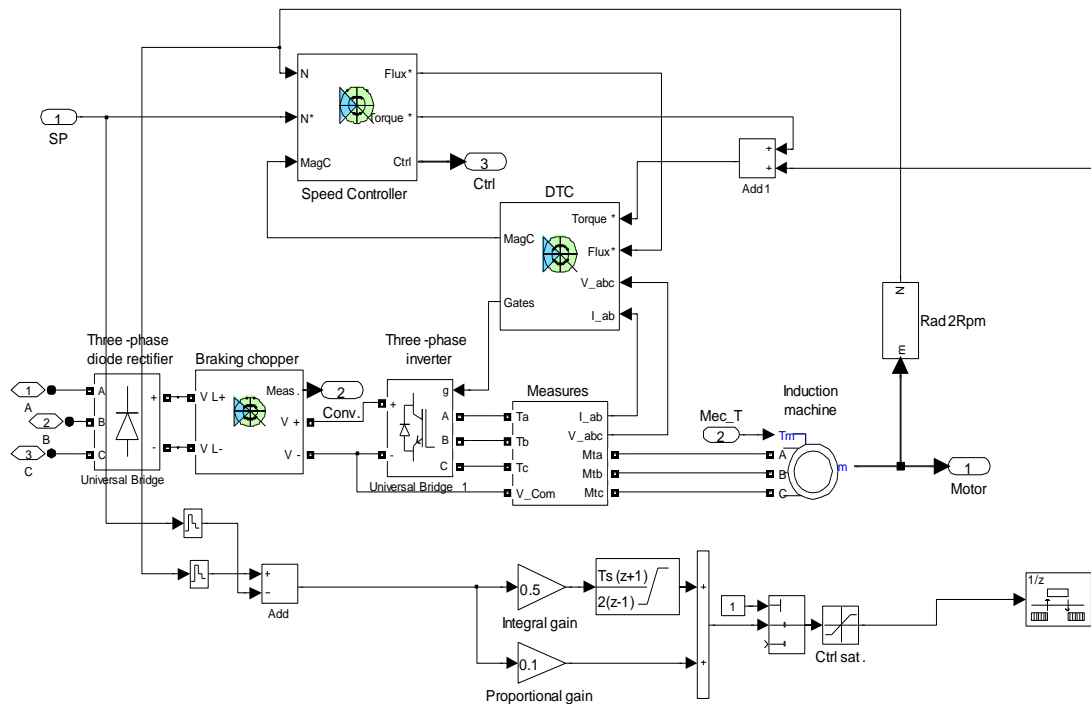 N
Flux*
1
SP
N*
Torque *
MagC
Ctrl
3
Ctrl
Speed Controller
+
+
Add 1
DTC
Torque *
MagC
Flux*
V_abc
Gates
I_ab
N
Rad 2Rpm
m
Three -phase
diode rectifier
Braking chopper
Three -phase
inverter
Measures
Induction
machine
1
A
2
B
3
C
A
B
C
+
-
Universal Bridge
V L+
V L-
Meas .
V +
V -
2
Conv.
g
+
-
A
B
C
Universal Bridge 1
Ta
Tb
Tc
V_Com
I_ab
V_abc
Mta
Mtb
Mtc
Mec_T
2
Tm
A
B
C
m
1
Motor
+
-
Add
0.5
Integral gain
Ts (z+1)
2(z-1)
0.1
Proportional gain
+
+
1
Ctrl sat .
1/z